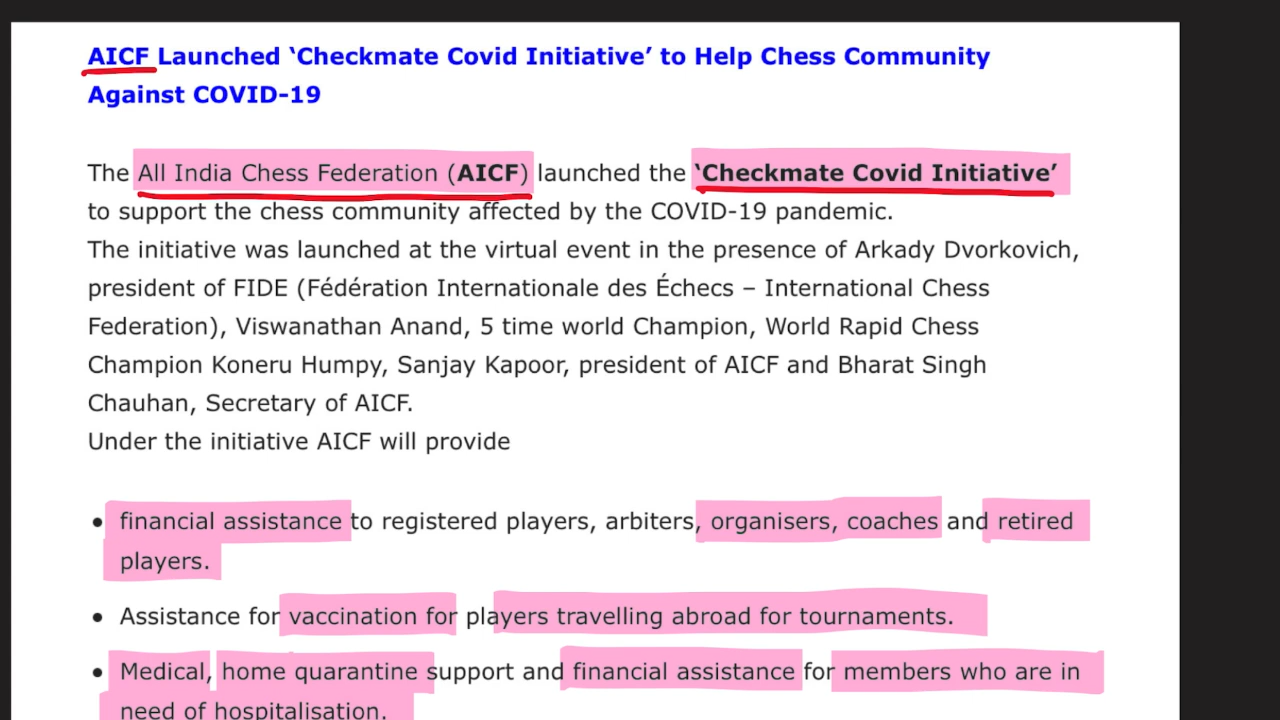 AICF Launched ‘Checkmate Covid Initiative’ to Help Chess Community
Against COVID-19
The All India Chess Federation (AICF) launched the ‘Checkmate Covid Initiative’
to support the chess community affected by the COVID-19 pandemic.
The initiative was launched at the virtual event in the presence of Arkady Dvorkovich,
president of FIDE (Fédération Internationale des Échecs – International Chess
Federation), Viswanathan Anand, 5 time world Champion, World Rapid Chess
Champion Koneru Humpy, Sanjay Kapoor, president of AICF and Bharat Singh
Chauhan, Secretary of AICF.
Under the initiative AICF will provide
● financial assistance to registered players, arbiters, organisers, coaches and retired
players.
● Assistance for vaccination for players travelling abroad for tournaments.
● Medical, home quarantine support and financial assistance for members who are in
need of hospitalisation.